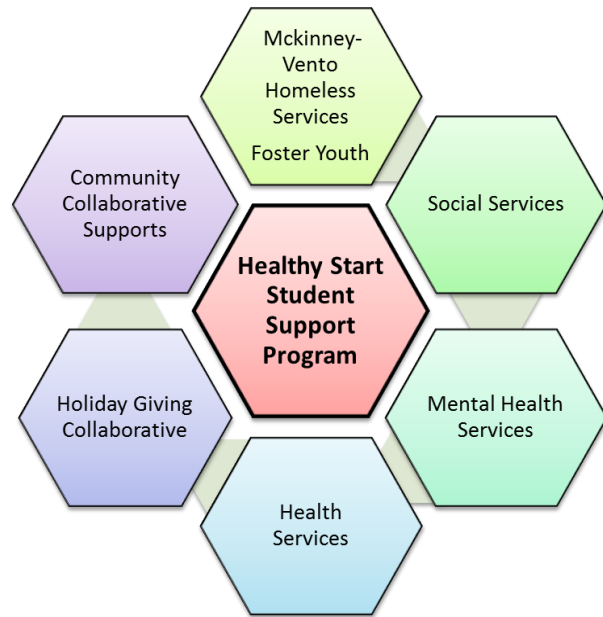 Mckinney-
Vento
Homeless
Services
Foster Youth
Community
Collaborative
Supports
Social Services
Healthy Start
Student
Support
Program
Holiday Giving
Collaborative
Mental Health
Services
Health
Services